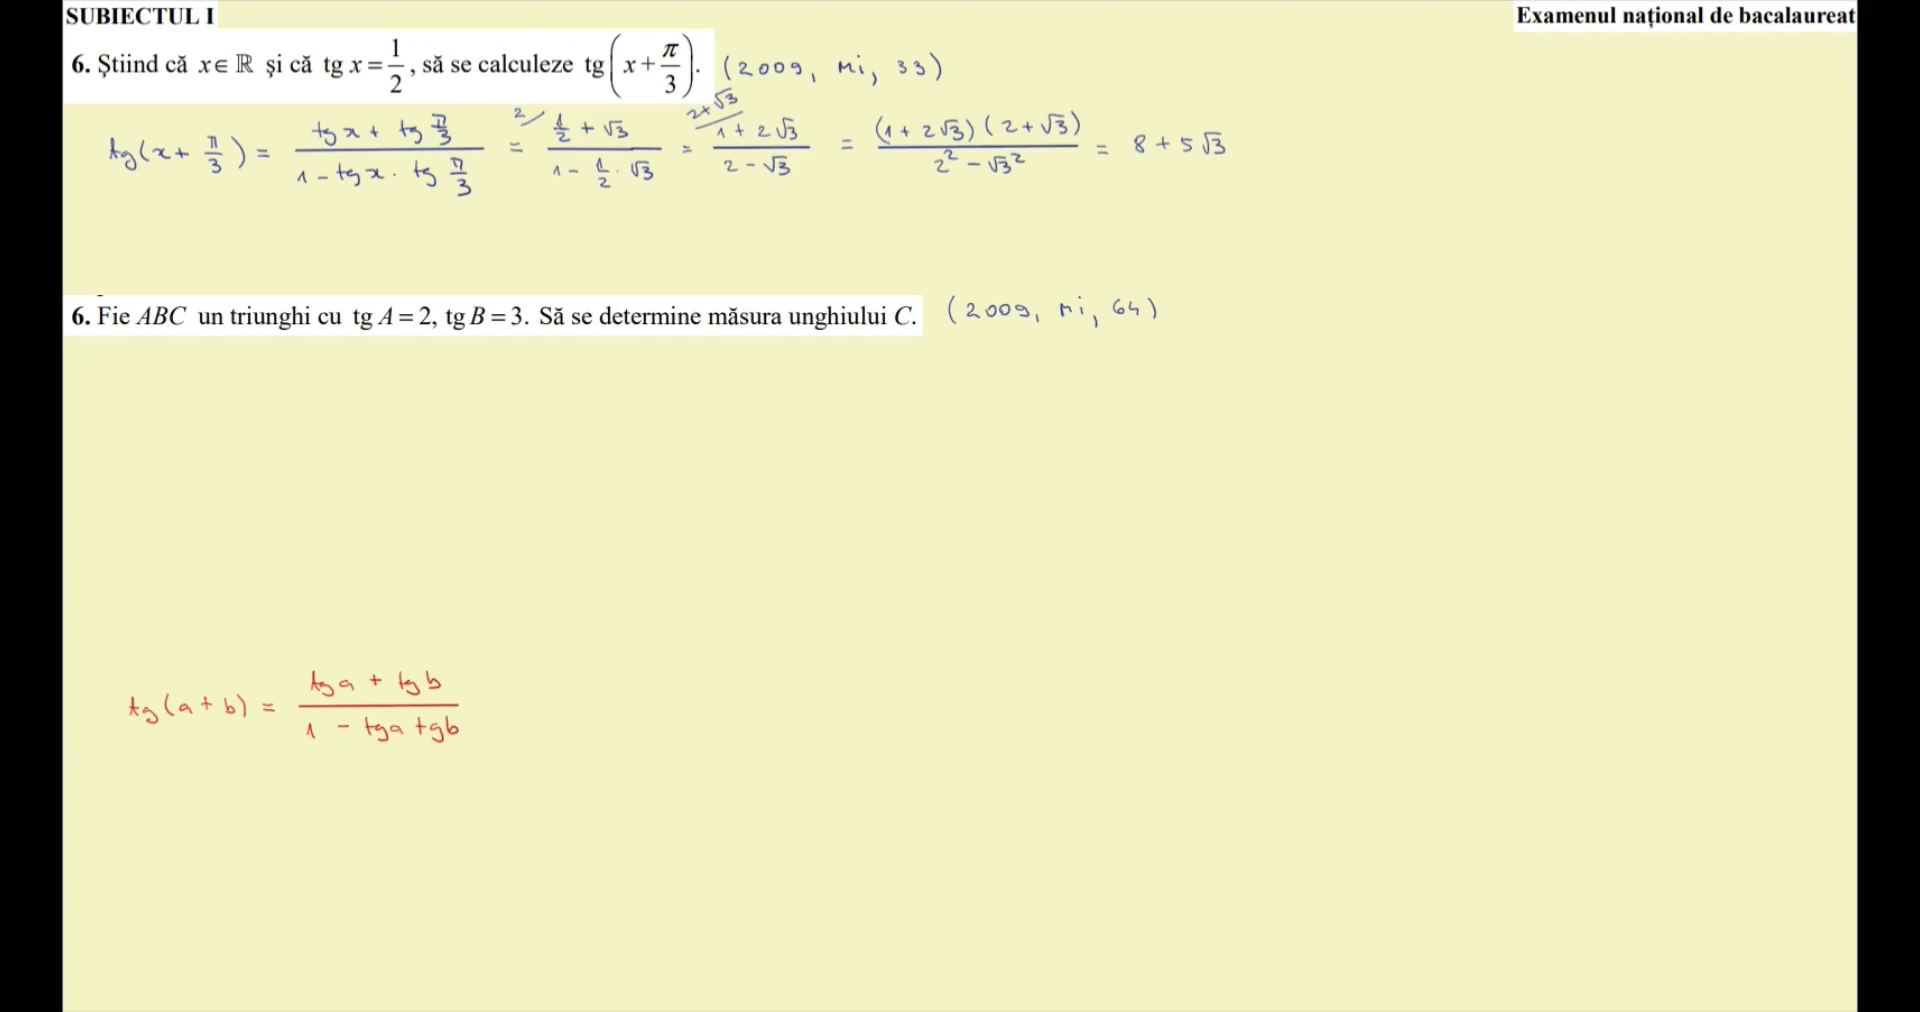 SUBIECTUL I
Examenul național de bacalaureat
6. Știind că x∈ℝ și că tg x = 1/2, să se calculeze tg(x + π/3). (2009, Mi, 33)
tg(x + π/3) = (tg x + tg π/3)/(1 - tg x · tg π/3) = ²⁄ (1/2 + √3)/(1 - 1/2 · √3) = ²⁺√³⁄ (1 + 2√3)/(2 - √3) = (1 + 2√3)(2 + √3)/(2² - √3²) = 8 + 5√3
6. Fie ABC un triunghi cu tg A = 2, tg B = 3. Să se determine măsura unghiului C. (2009, Mi, 64)
tg(a + b) = (tg a + tg b)/(1 - tg a tg b)